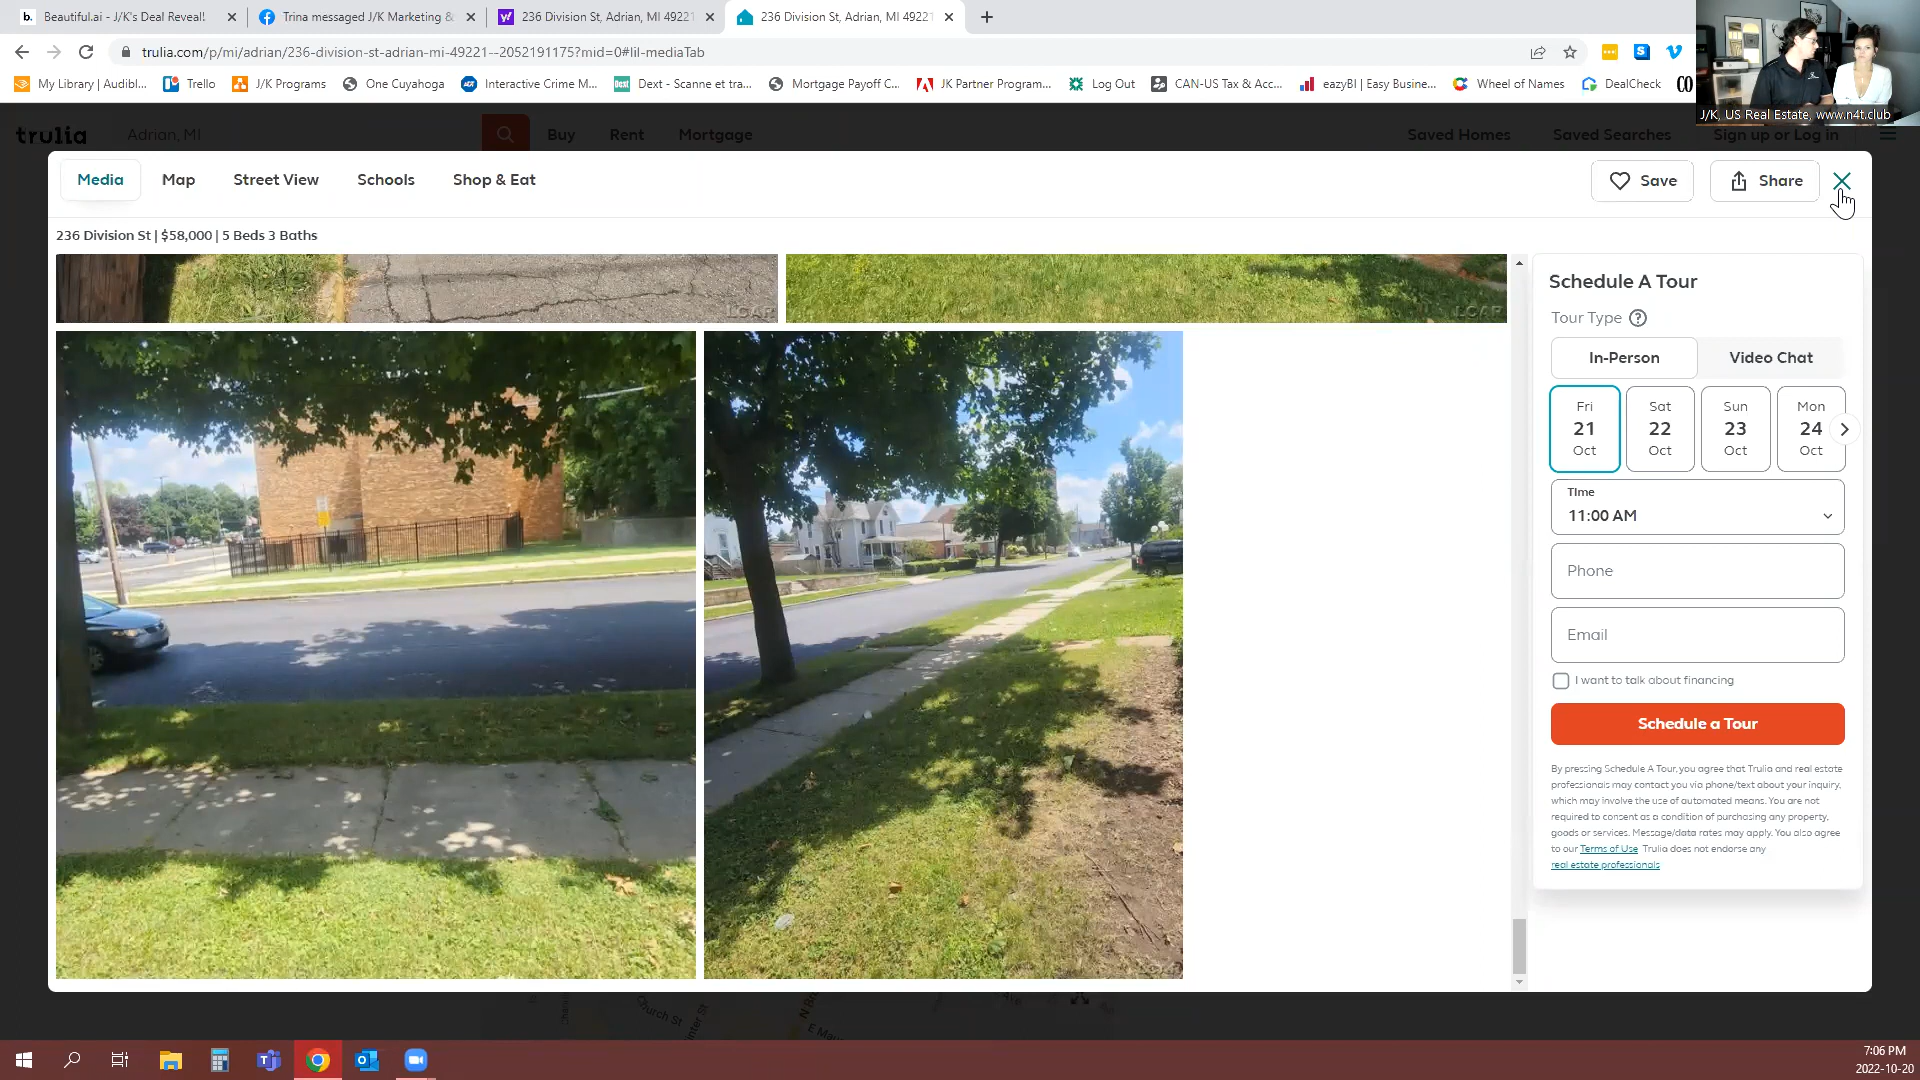 Beautiful.ai - J/K's Deal Reveal!
Trina messaged J/K Marketing &
236 Division St, Adrian, MI 49221
236 Division St, Adrian, MI 49221
trulia.com/p/mi/adrian/236-division-st-adrian-mi-49221--2052191175?mid=0#lil-mediaTab
My Library | Audibl...
Trello
J/K Programs
One Cuyahoga
Interactive Crime M...
Dext - Scanne et tra...
Mortgage Payoff C...
JK Partner Program...
Log Out
CAN-US Tax & Acc...
eazyBI | Easy Busine...
Wheel of Names
DealCheck
J/K, US Real Estate, www.n4t.club
trulia
Adrian, MI
Buy
Rent
Mortgage
Saved Homes
Saved Searches
Sign up or Log in
Media
Map
Street View
Schools
Shop & Eat
Save
Share
236 Division St | $58,000 | 5 Beds 3 Baths
LCAR
LCAR
Schedule A Tour
Tour Type
In-Person
Video Chat
Fri
21
Oct
Sat
22
Oct
Sun
23
Oct
Mon
24
Oct
Time
11:00 AM
Phone
Email
I want to talk about financing
Schedule a Tour
By pressing Schedule A Tour, you agree that Trulia and real estate
professionals may contact you via phone/text about your inquiry,
which may involve the use of automated means. You are not
required to consent as a condition of purchasing any property,
goods or services. Message/data rates may apply. You also agree
to our Terms of Use. Trulia does not endorse any
real estate professionals
Church St
7:06 PM
2022-10-20